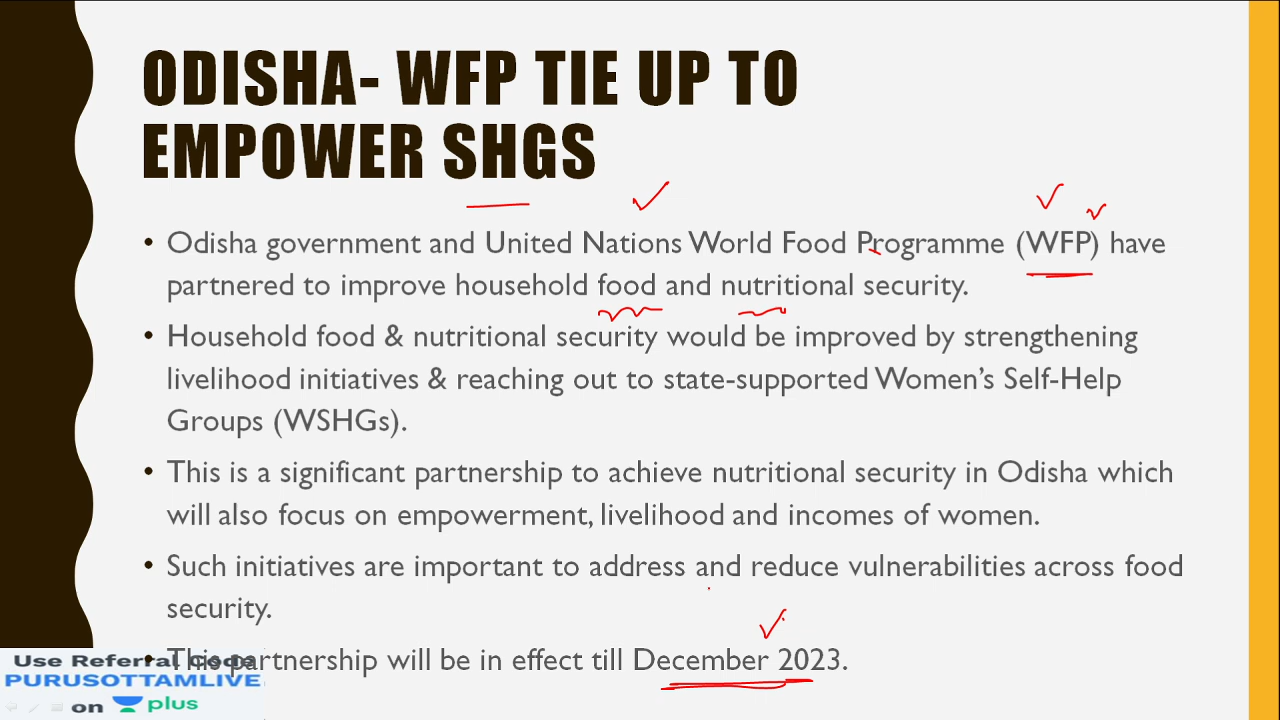 ODISHA- WFP TIE UP TO
EMPOWER SHGS
• Odisha government and United Nations World Food Programme (WFP) have
partnered to improve household food and nutritional security.
• Household food & nutritional security would be improved by strengthening
livelihood initiatives & reaching out to state-supported Women's Self-Help
Groups (WSHGs).
• This is a significant partnership to achieve nutritional security in Odisha which
will also focus on empowerment, livelihood and incomes of women.
• Such initiatives are important to address and reduce vulnerabilities across food
security.
• This partnership will be in effect till December 2023.
Use Referral Code
PURUSOTTAMLIVE
on plus